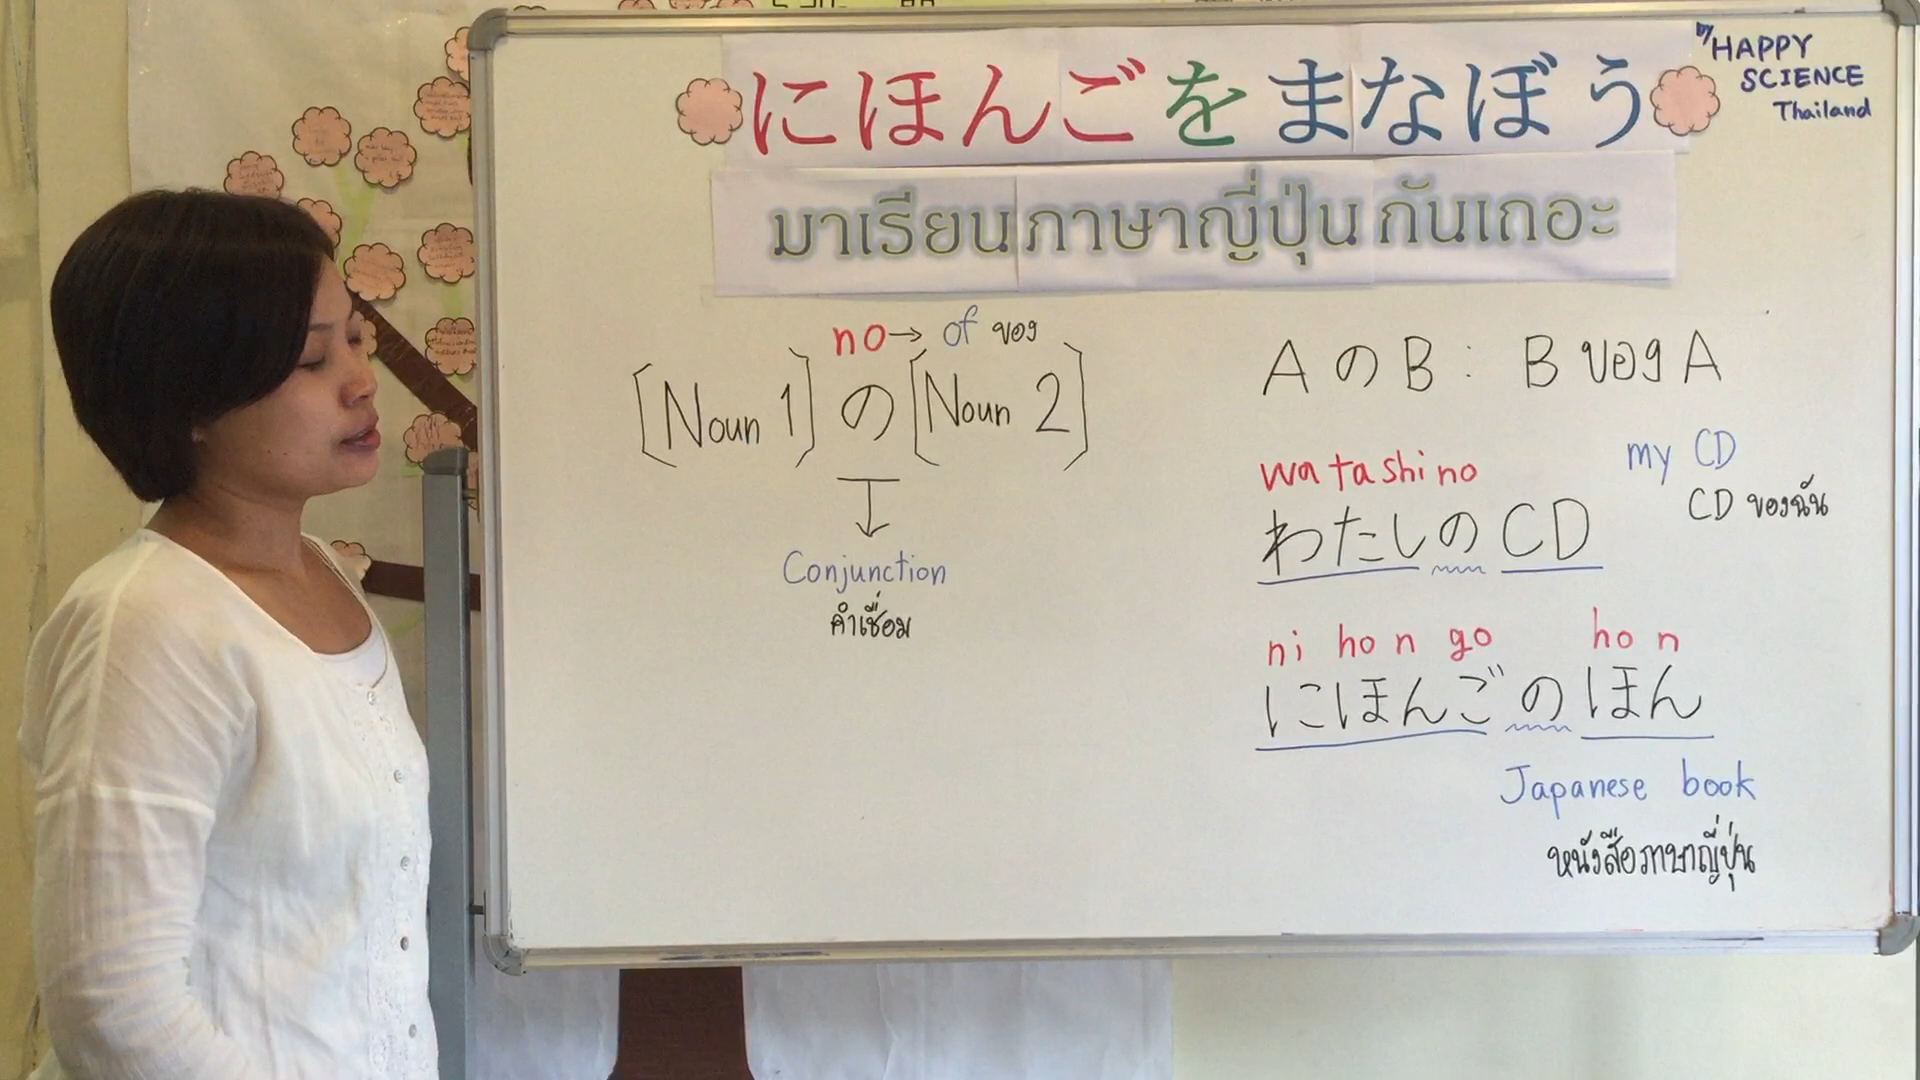 にほんごをまなぼう
by HAPPY
SCIENCE
Thailand
มาเรียนภาษาญี่ปุ่นกันเถอะ
no → of ของ
[Noun 1] の [Noun 2]
Conjunction
คำเชื่อม
A の B : B ของ A
watashi no
わたしの CD
my CD
CD ของฉัน
ni ho n go ho n
にほんご の ほん
Japanese book
หนังสือภาษาญี่ปุ่น